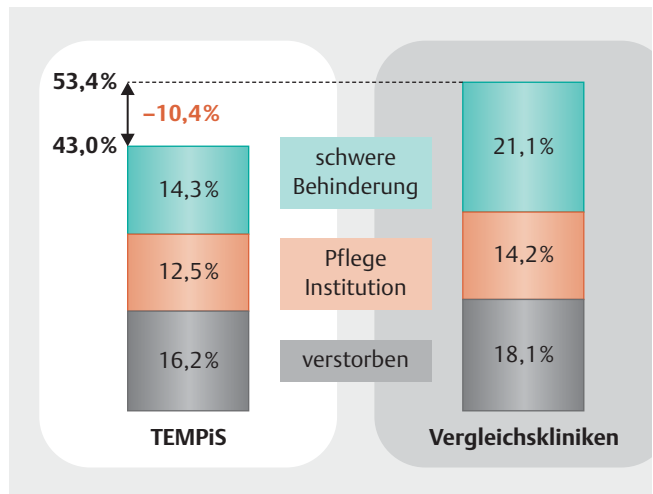 53,4%
–10,4%
43,0%
14,3%
schwere
Behinderung
21,1%
12,5%
Pflege
Institution
14,2%
16,2%
verstorben
18,1%
TEMPiS
Vergleichskliniken